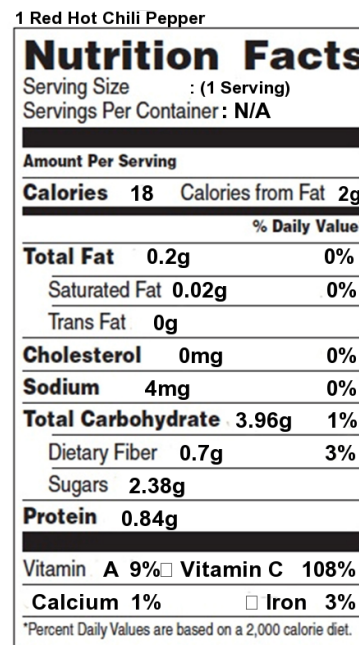 1 Red Hot Chili Pepper
Nutrition Facts
Serving Size : (1 Serving)
Servings Per Container : N/A
Amount Per Serving
Calories 18 Calories from Fat 2g
% Daily Value
Total Fat 0.2g 0%
Saturated Fat 0.02g 0%
Trans Fat 0g
Cholesterol 0mg 0%
Sodium 4mg 0%
Total Carbohydrate 3.96g 1%
Dietary Fiber 0.7g 3%
Sugars 2.38g
Protein 0.84g
Vitamin A 9% □ Vitamin C 108%
Calcium 1% □ Iron 3%
*Percent Daily Values are based on a 2,000 calorie diet.